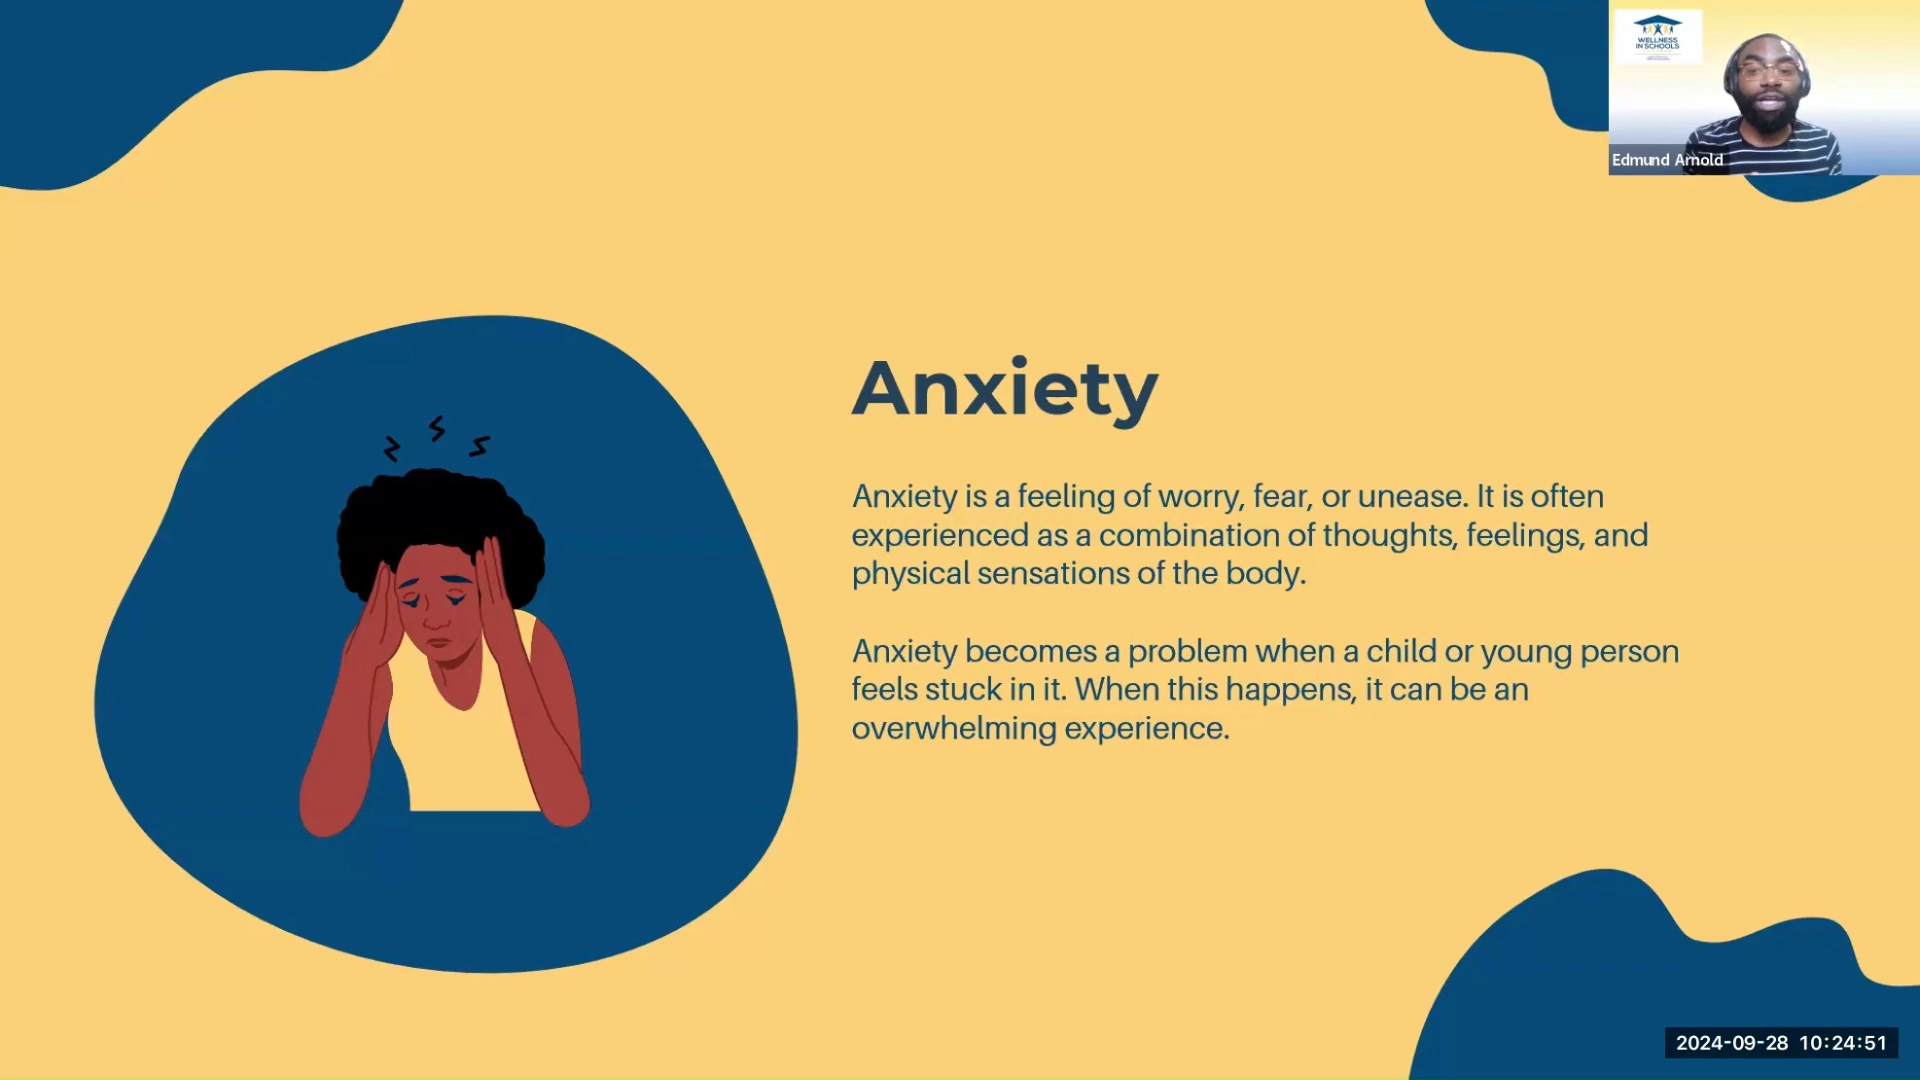 WELLNESS
IN SCHOOLS
Edmund Arnold
Anxiety
Anxiety is a feeling of worry, fear, or unease. It is often
experienced as a combination of thoughts, feelings, and
physical sensations of the body.
Anxiety becomes a problem when a child or young person
feels stuck in it. When this happens, it can be an
overwhelming experience.
2024-09-28 10:24:51